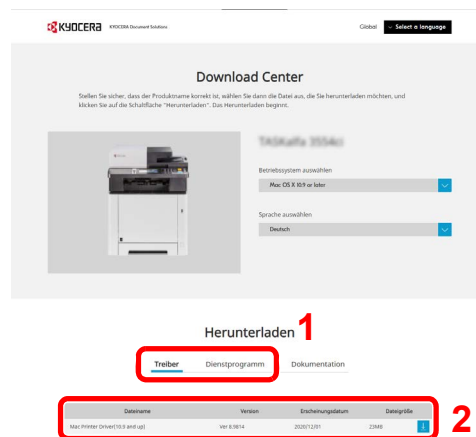 KYOCERA KYOCERA Document Solutions. Global Select a language
Download Center
Stellen Sie sicher, dass der Produktname korrekt ist, wählen Sie dann die Datei aus, die Sie herunterladen möchten, und
klicken Sie auf die Schaltfläche "Herunterladen". Das Herunterladen beginnt.
TASKalfa 3554ci
Betriebssystem auswählen
Mac OS X 10.9 or later
Sprache auswählen
Deutsch
Herunterladen 1
Treiber Dienstprogramm Dokumentation
Dateiname Version Erscheinungsdatum Dateigröße
Mac Printer Driver(10.9 and up) Ver 8.0614 2020/12/01 23MB 2